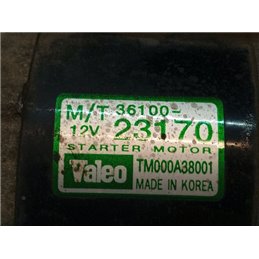 M/T 36100-
12V 23170
STARTER MOTOR
Valeo TM000A38001
MADE IN KOREA